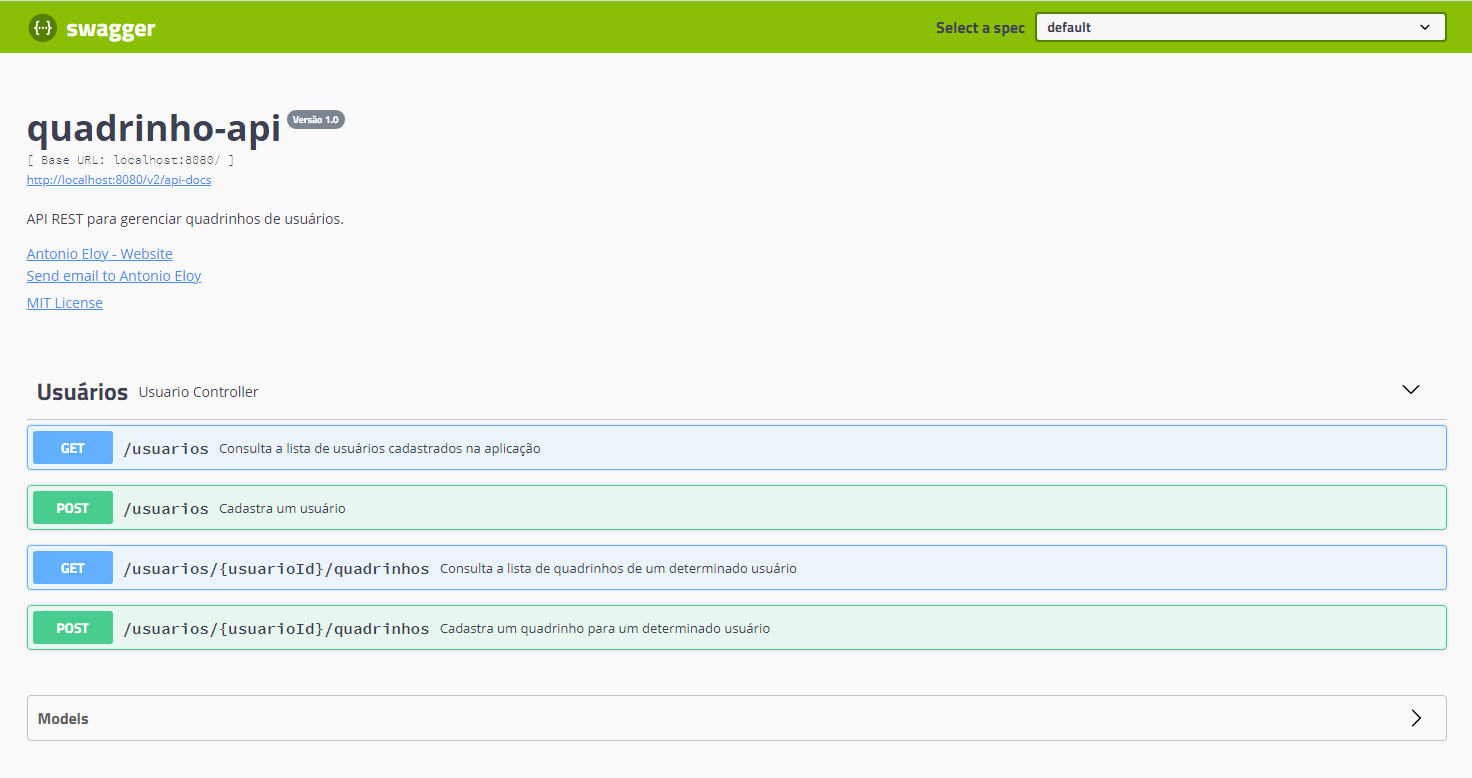 {···} swagger Select a spec default
quadrinho-api Versão 1.0
[ Base URL: localhost:8080/ ]
http://localhost:8080/v2/api-docs
API REST para gerenciar quadrinhos de usuários.
Antonio Eloy - Website
Send email to Antonio Eloy
MIT License
Usuários Usuario Controller
GET /usuarios Consulta a lista de usuários cadastrados na aplicação
POST /usuarios Cadastra um usuário
GET /usuarios/{usuarioId}/quadrinhos Consulta a lista de quadrinhos de um determinado usuário
POST /usuarios/{usuarioId}/quadrinhos Cadastra um quadrinho para um determinado usuário
Models